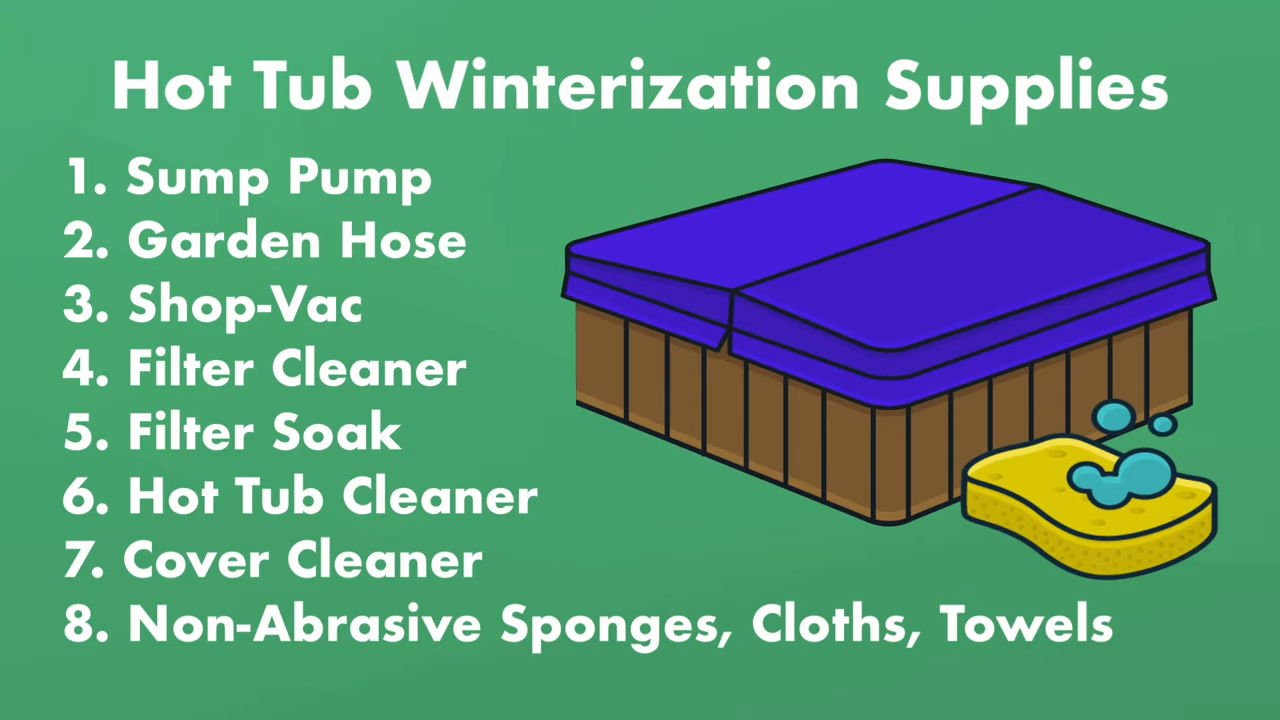 Hot Tub Winterization Supplies
1. Sump Pump
2. Garden Hose
3. Shop-Vac
4. Filter Cleaner
5. Filter Soak
6. Hot Tub Cleaner
7. Cover Cleaner
8. Non-Abrasive Sponges, Cloths, Towels